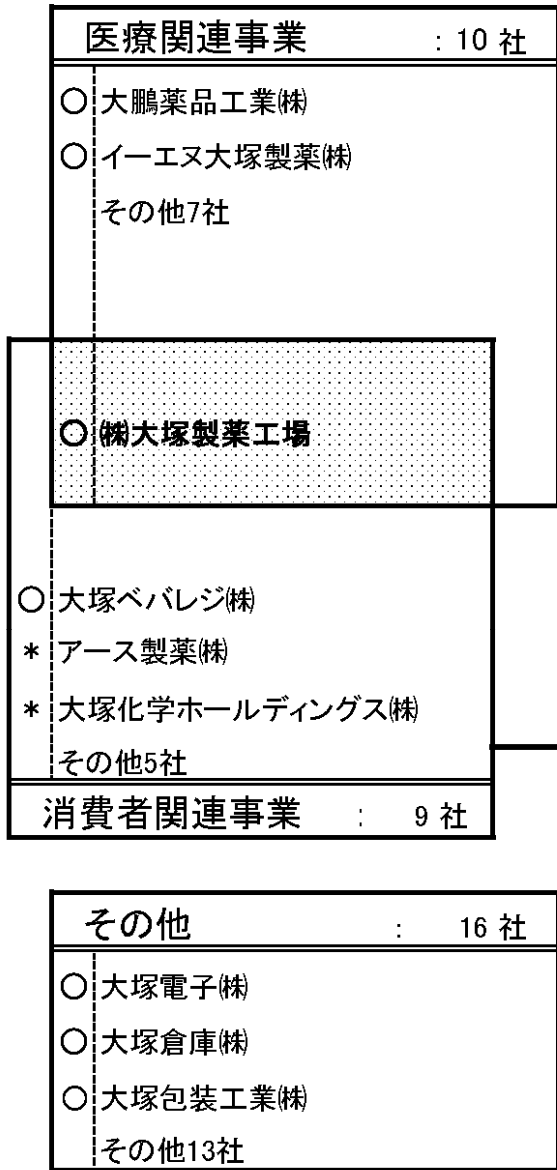 医療関連事業 : 10 社
○ 大鵬薬品工業㈱
○ イーエヌ大塚製薬㈱
その他7社
○ ㈱大塚製薬工場
○ 大塚ベバレジ㈱
* アース製薬㈱
* 大塚化学ホールディングス㈱
その他5社
消費者関連事業 : 9 社
その他 : 16 社
○ 大塚電子㈱
○ 大塚倉庫㈱
○ 大塚包装工業㈱
その他13社